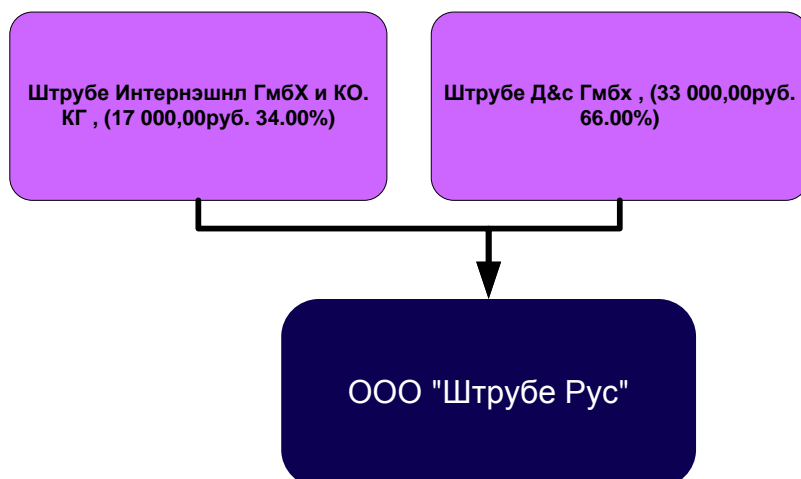 Штрубе Интернэшнл ГмбХ и КО.
КГ , (17 000,00руб. 34.00%)
Штрубе Д&с Гмбх , (33 000,00руб.
66.00%)
ООО "Штрубе Рус"